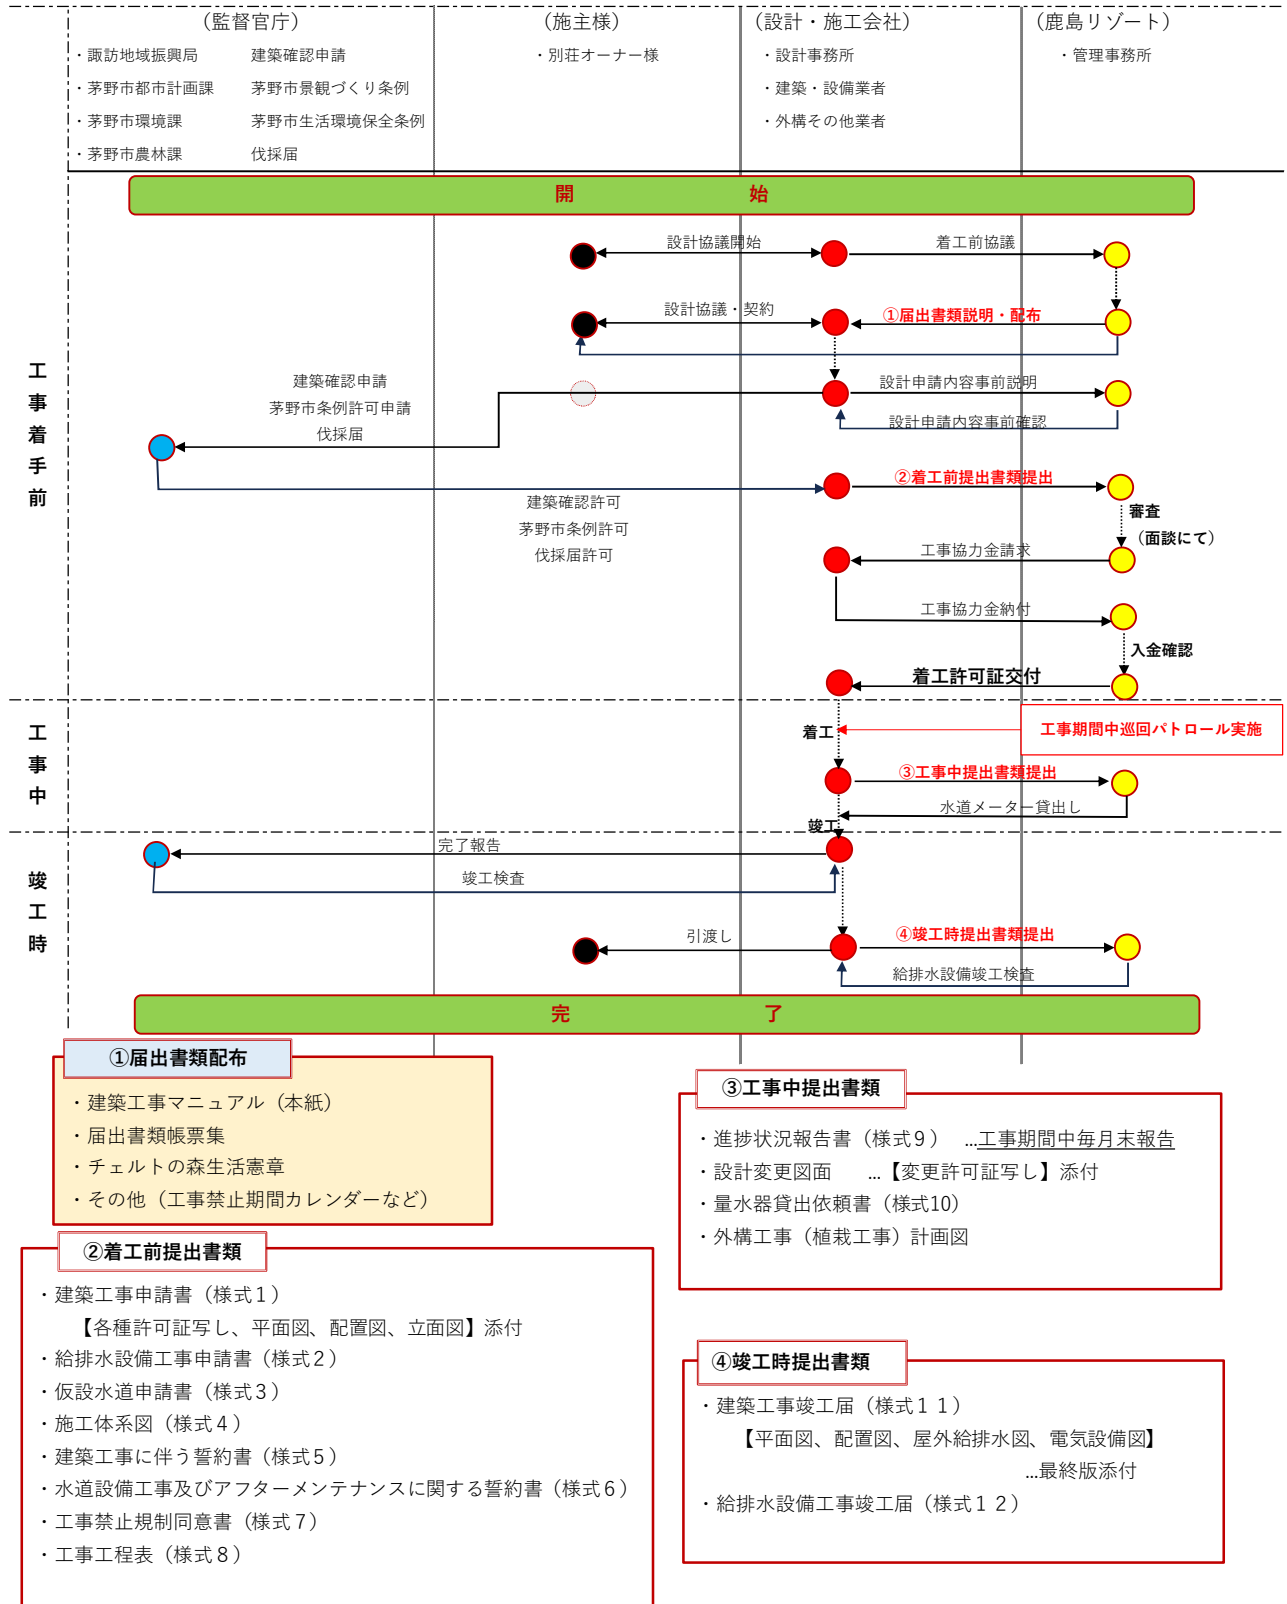 （監督官庁）
（施主様）
（設計・施工会社）
（鹿島リゾート）
・諏訪地域振興局　　建築確認申請
・別荘オーナー様
・設計事務所
・管理事務所
・茅野市都市計画課　　茅野市景観づくり条例
・建築・設備業者
・茅野市環境課　　茅野市生活環境保全条例
・外構その他業者
・茅野市農林課　　伐採届
開　始
工事着手前
設計協議開始
着工前協議
設計協議・契約
①届出書類説明・配布
建築確認申請
茅野市条例許可申請
伐採届
設計申請内容事前説明
設計申請内容事前確認
②着工前提出書類提出
建築確認許可
茅野市条例許可
伐採届許可
審査
（面談にて）
工事協力金請求
工事協力金納付
入金確認
着工許可証交付
工事中
着工
工事期間中巡回パトロール実施
③工事中提出書類提出
水道メーター貸出し
竣工
竣工時
完了報告
竣工検査
引渡し
④竣工時提出書類提出
給排水設備竣工検査
完　了
①届出書類配布
・建築工事マニュアル（本紙）
・届出書類帳票集
・チェルトの森生活憲章
・その他（工事禁止期間カレンダーなど）
②着工前提出書類
・建築工事申請書（様式１）
【各種許可証写し、平面図、配置図、立面図】添付
・給排水設備工事申請書（様式２）
・仮設水道申請書（様式３）
・施工体系図（様式４）
・建築工事に伴う誓約書（様式５）
・水道設備工事及びアフターメンテナンスに関する誓約書（様式６）
・工事禁止規制同意書（様式７）
・工事工程表（様式８）
③工事中提出書類
・進捗状況報告書（様式９）　…工事期間中毎月末報告
・設計変更図面　　…【変更許可証写し】添付
・量水器貸出依頼書（様式10）
・外構工事（植栽工事）計画図
④竣工時提出書類
・建築工事竣工届（様式１１）
【平面図、配置図、屋外給排水図、電気設備図】
…最終版添付
・給排水設備工事竣工届（様式１２）